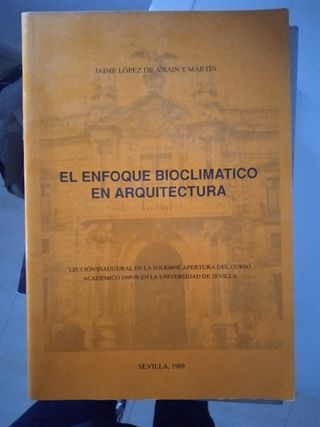 JAIME LÓPEZ DE ASIAIN Y MARTÍN
EL ENFOQUE BIOCLIMATICO
EN ARQUITECTURA
LECCIÓN INAUGURAL EN LA SOLEMNE APERTURA DEL CURSO
ACADÉMICO 1989-90 EN LA UNIVERSIDAD DE SEVILLA
SEVILLA, 1989